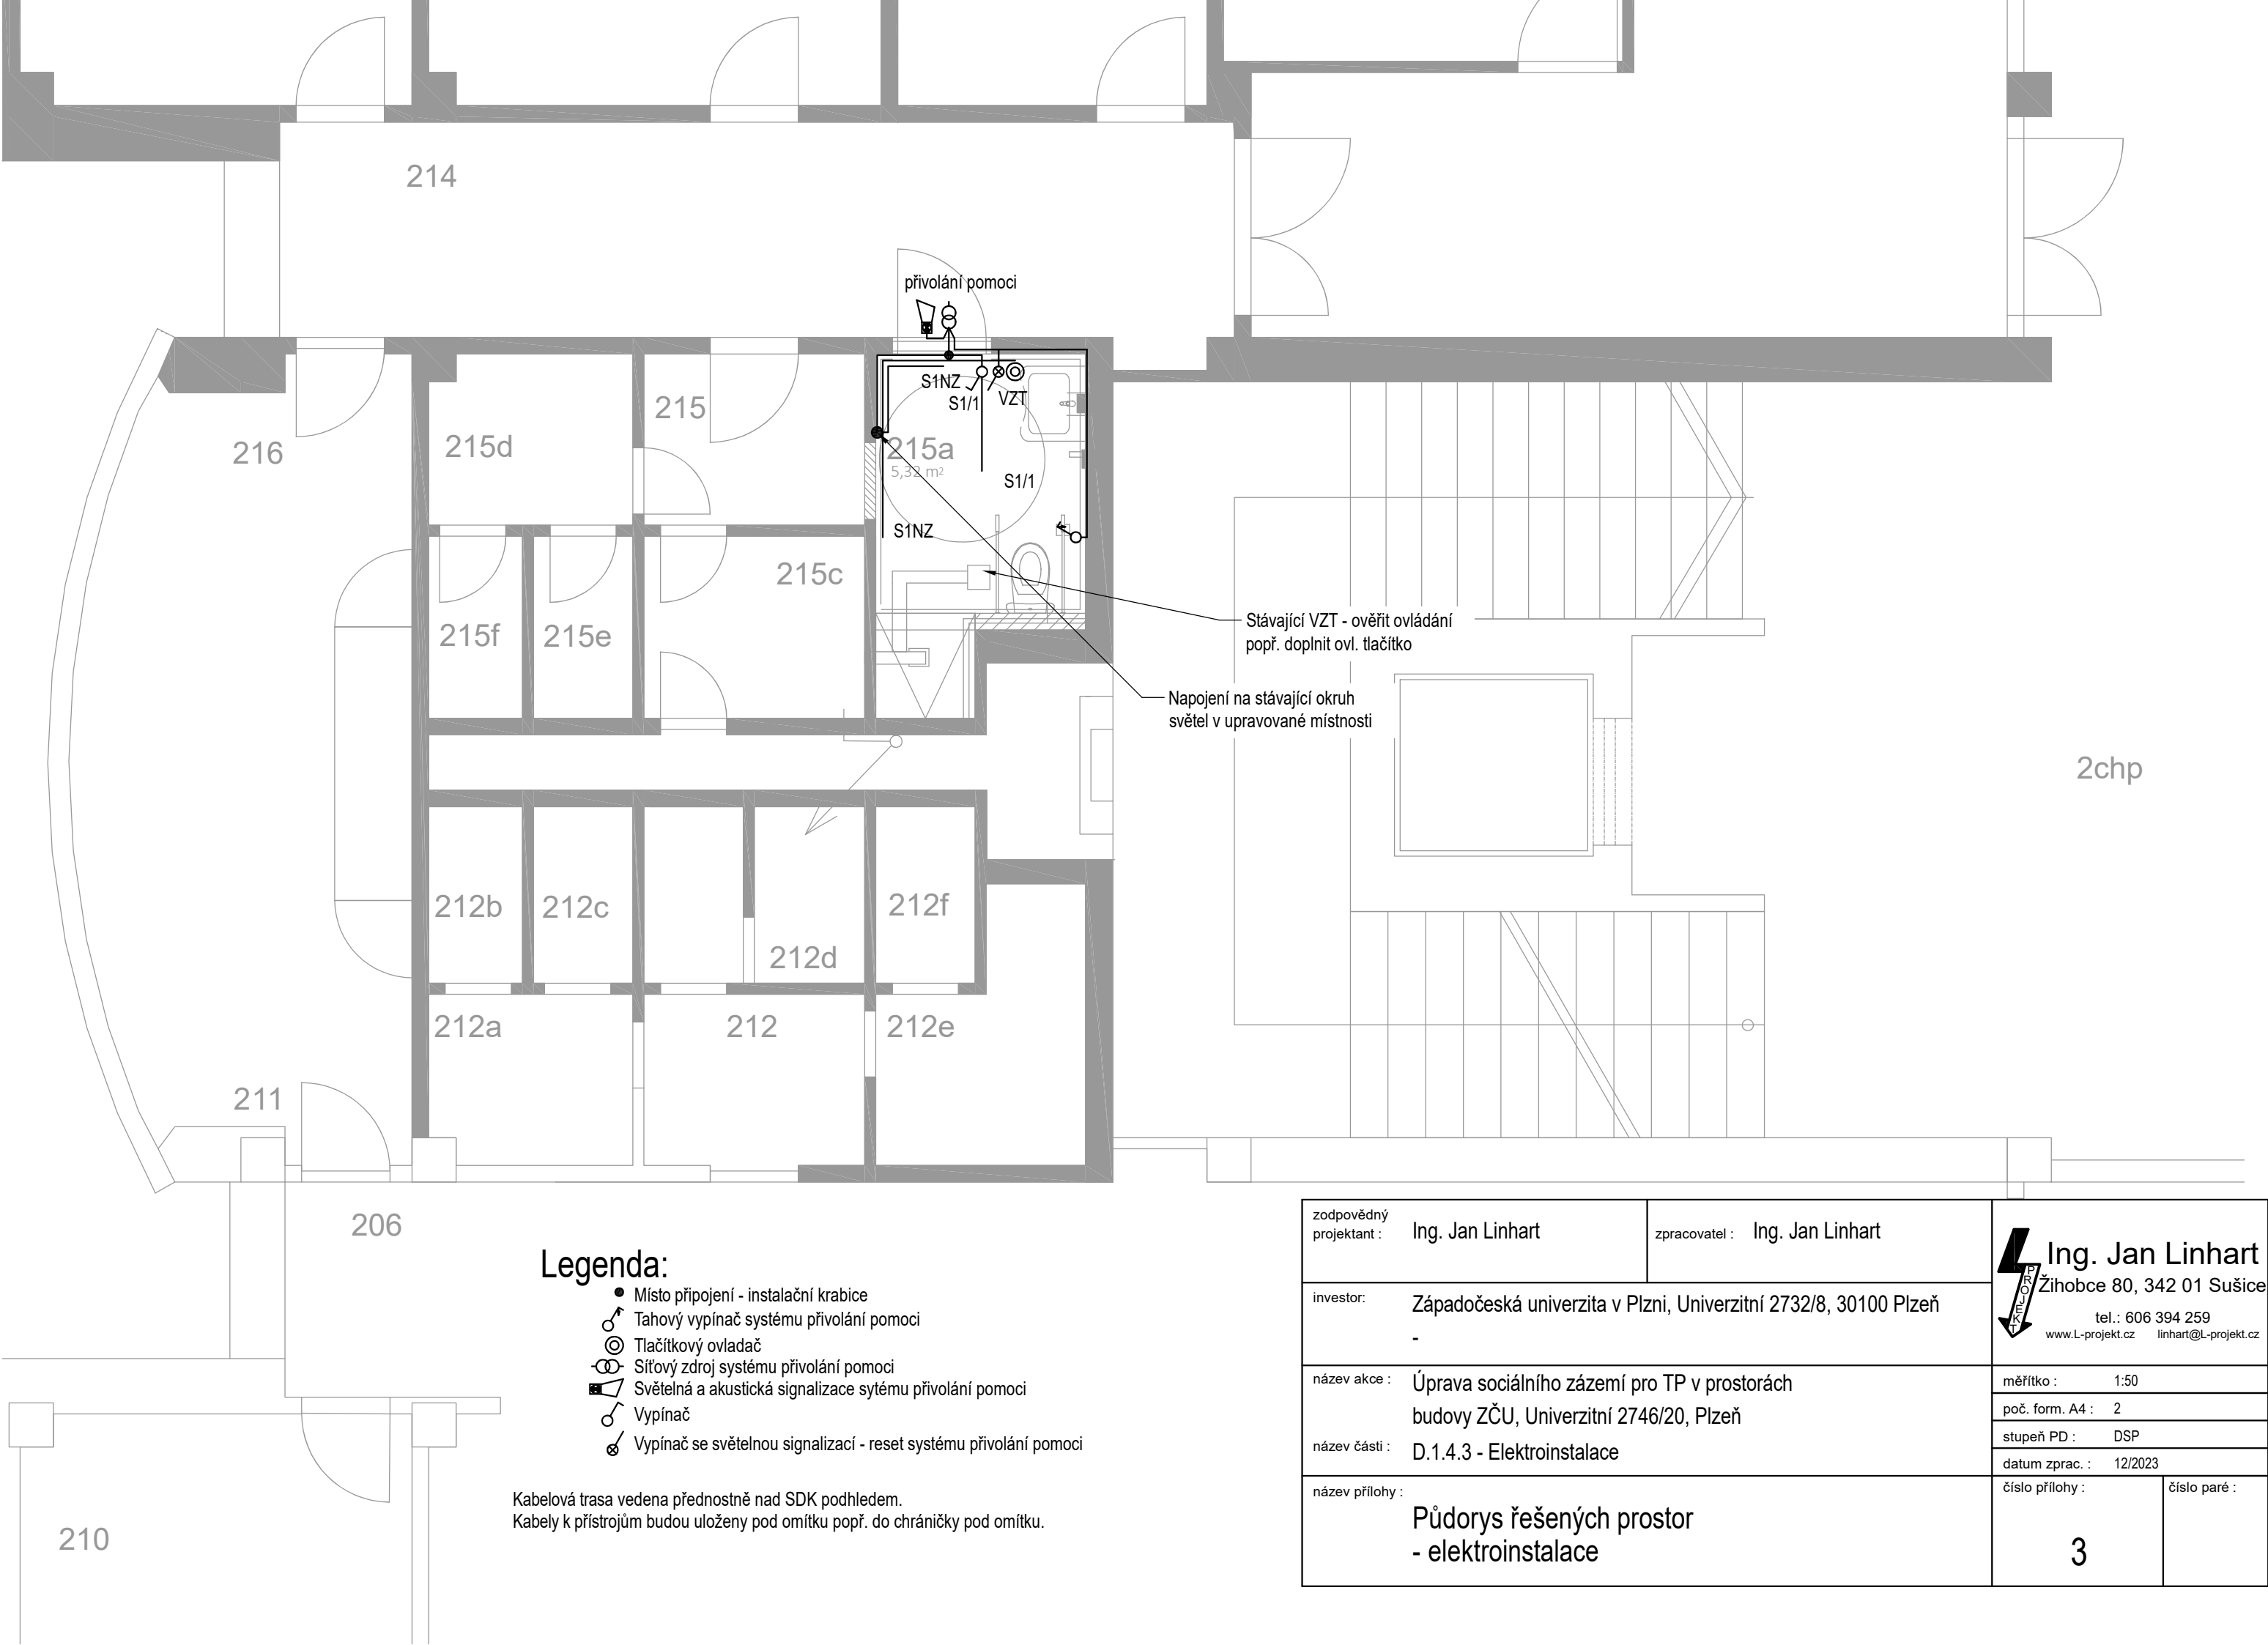 214
přivolání pomoci
S1NZ
S1/1
VZT
215
215d
216
215a
5,32 m²
S1/1
S1NZ
215c
215f
215e
Stávající VZT - ověřit ovládání
popř. doplnit ovl. tlačítko
Napojení na stávající okruh
světel v upravované místnosti
2chp
212b
212c
212d
212f
212a
212
212e
211
206
210
Legenda:
Místo připojení - instalační krabice
Tahový vypínač systému přivolání pomoci
Tlačítkový ovladač
Síťový zdroj systému přivolání pomoci
Světelná a akustická signalizace sytému přivolání pomoci
Vypínač
Vypínač se světelnou signalizací - reset systému přivolání pomoci
Kabelová trasa vedena přednostně nad SDK podhledem.
Kabely k přístrojům budou uloženy pod omítku popř. do chráničky pod omítku.
zodpovědný
projektant : Ing. Jan Linhart
zpracovatel : Ing. Jan Linhart
investor: Západočeská univerzita v Plzni, Univerzitní 2732/8, 30100 Plzeň
-
název akce : Úprava sociálního zázemí pro TP v prostorách
budovy ZČU, Univerzitní 2746/20, Plzeň
název části : D.1.4.3 - Elektroinstalace
název přílohy :
Půdorys řešených prostor
- elektroinstalace
PROJEKT
Ing. Jan Linhart
Žihobce 80, 342 01 Sušice
tel.: 606 394 259
www.L-projekt.cz linhart@L-projekt.cz
měřítko : 1:50
poč. form. A4 : 2
stupeň PD : DSP
datum zprac. : 12/2023
číslo přílohy :
3
číslo paré :